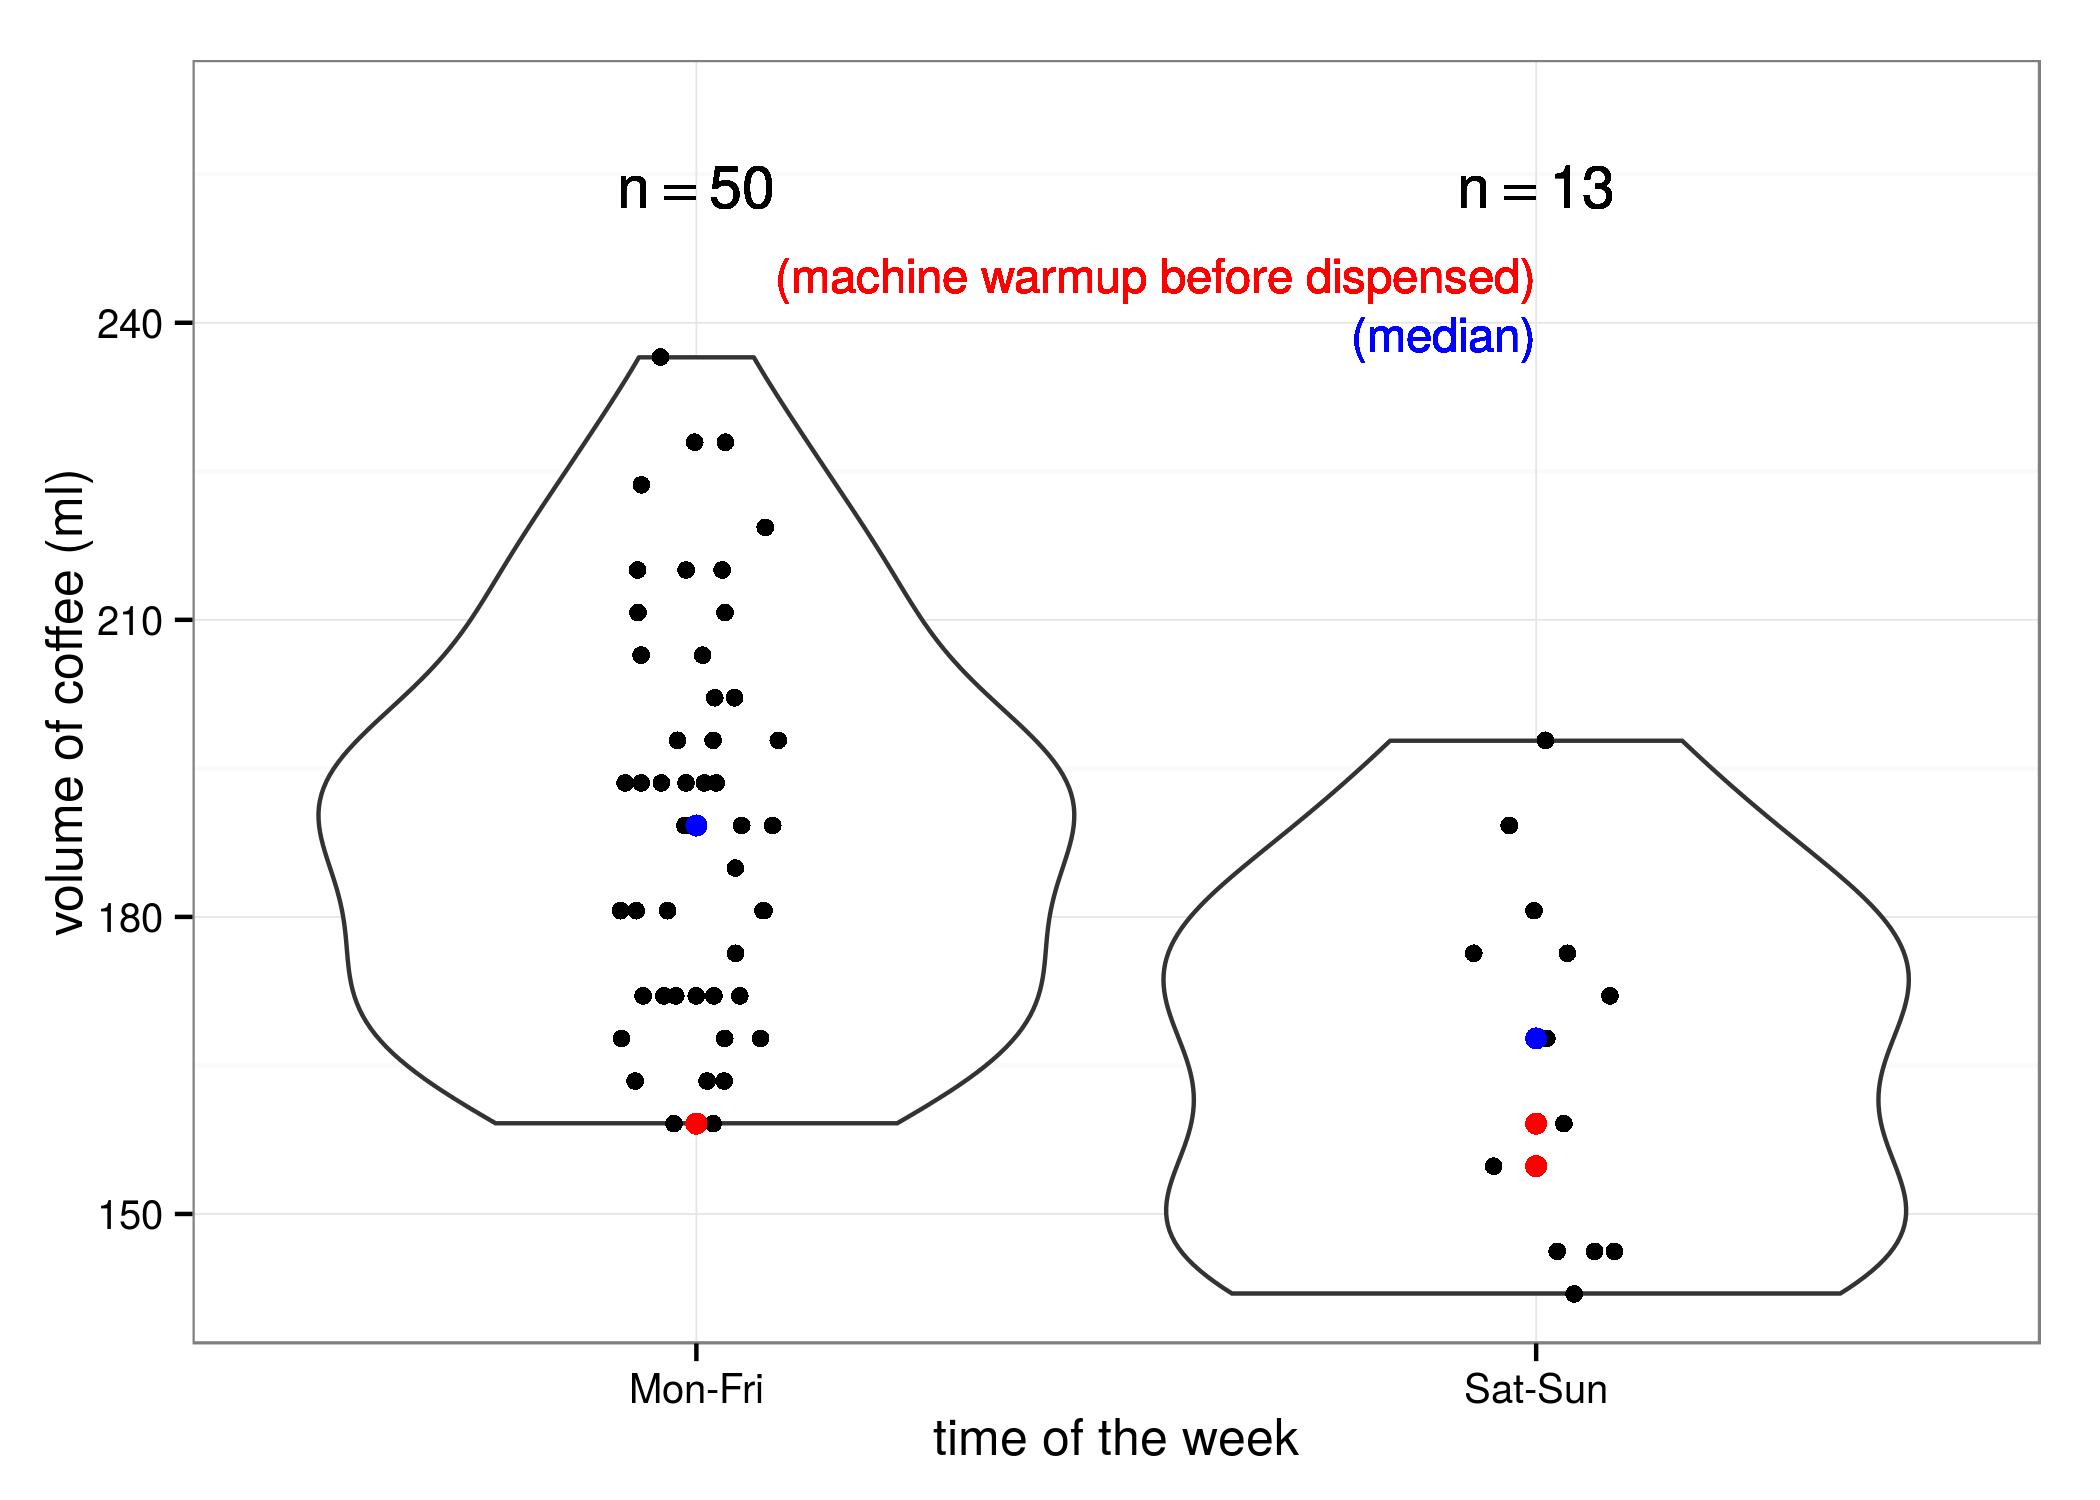 n = 50
n = 13
(machine warmup before dispensed)
(median)
240
210
180
150
volume of coffee (ml)
Mon-Fri
Sat-Sun
time of the week